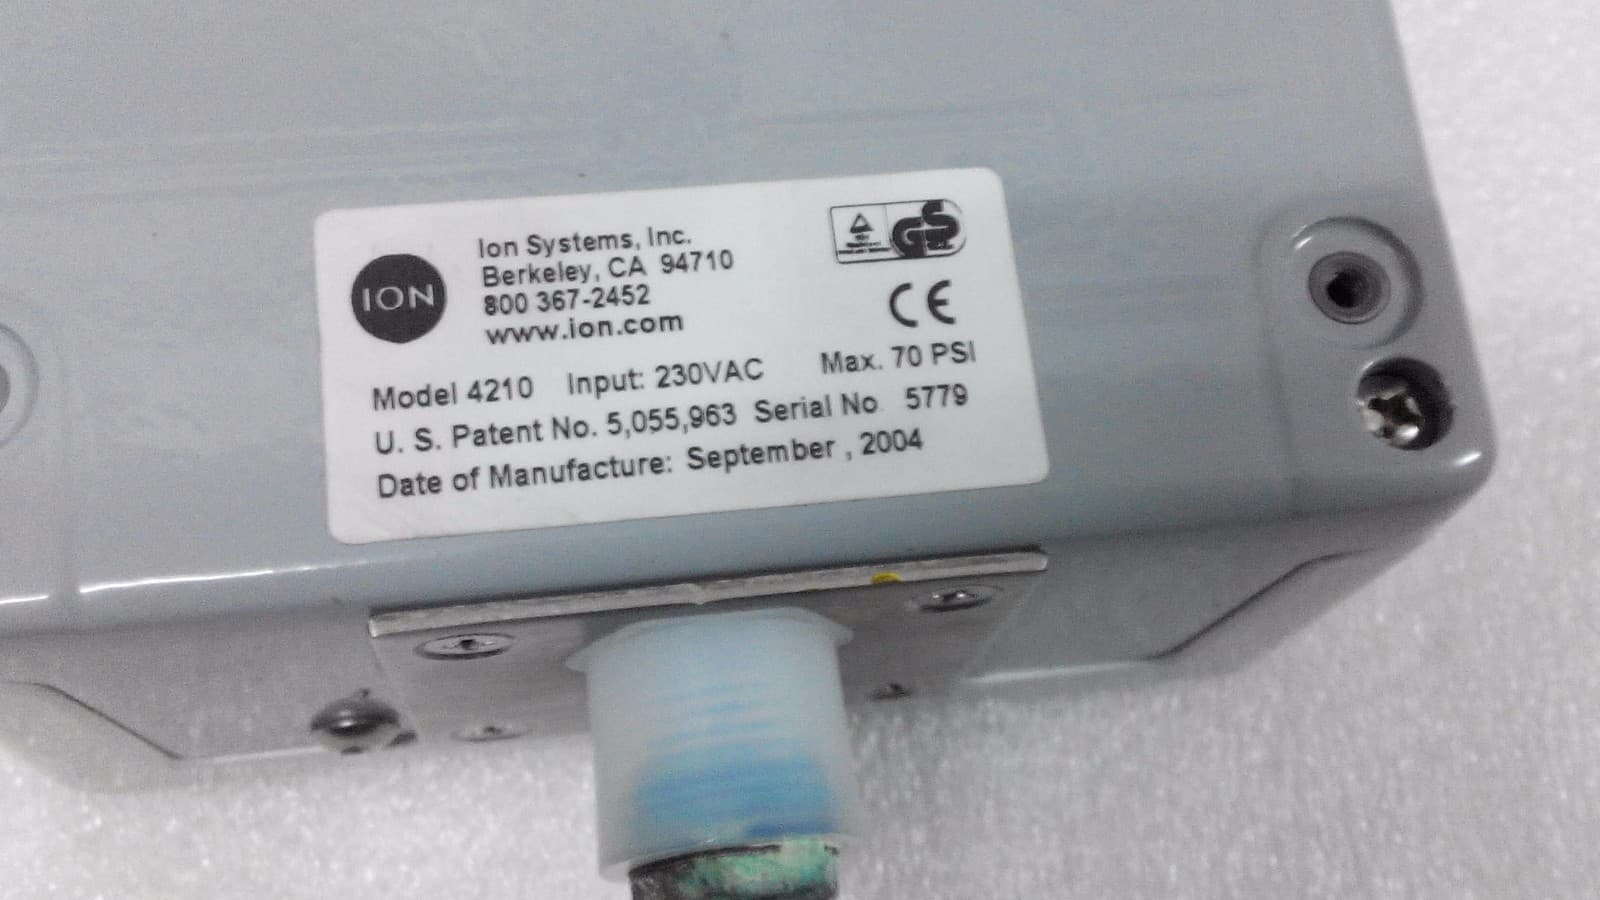 ION
Ion Systems, Inc.
Berkeley, CA 94710
800 367-2452
www.ion.com
GS
CE
Model 4210 Input: 230VAC Max. 70 PSI
U. S. Patent No. 5,055,963 Serial No 5779
Date of Manufacture: September , 2004